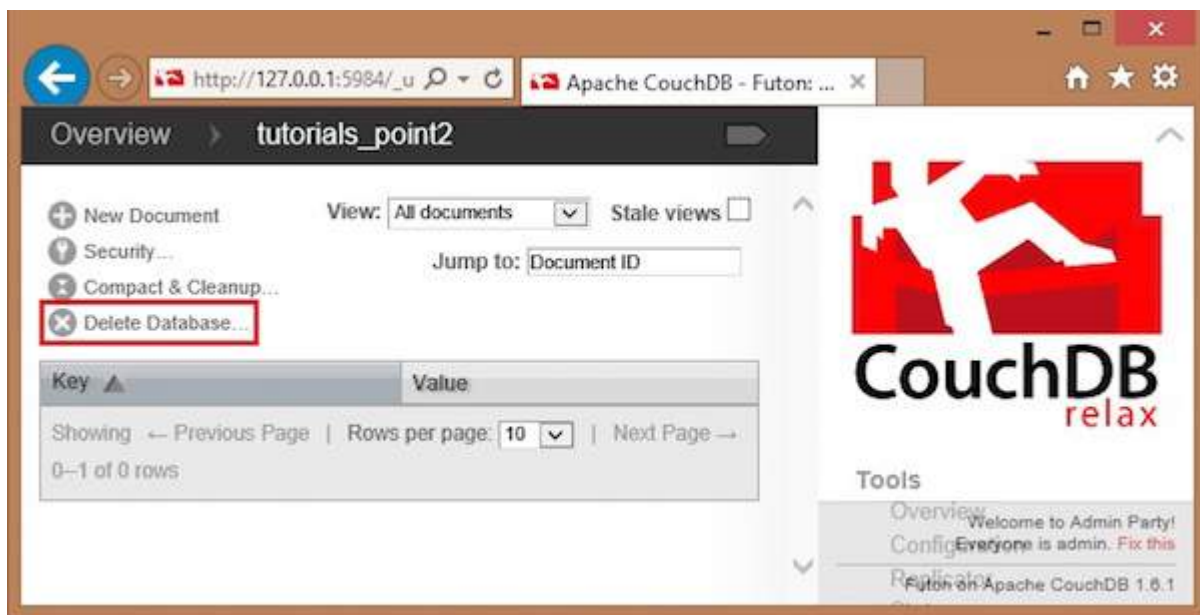 http://127.0.0.1:5984/_u
Apache CouchDB - Futon: ...
Overview
tutorials_point2
New Document
Security...
Compact & Cleanup...
Delete Database...
View: All documents
Stale views
Jump to: Document ID
Key
Value
Showing ← Previous Page | Rows per page: 10 | Next Page →
0–1 of 0 rows
CouchDB
relax
Tools
Overview
Welcome to Admin Party!
Configuration
Everyone is admin. Fix this
Replicator
Futon on Apache CouchDB 1.6.1